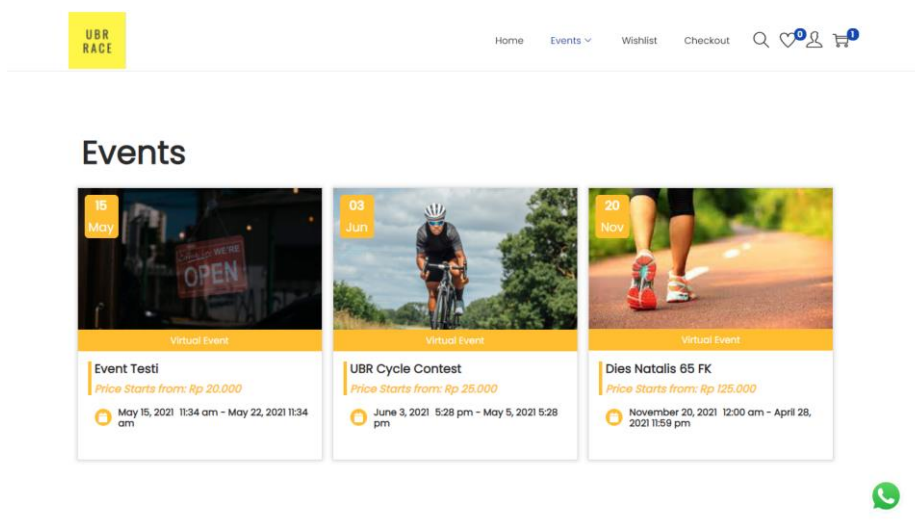 UBR
RACE
Home Events Wishlist Checkout 0 1
Events
15
May
WE'RE
OPEN
Virtual Event
Event Testi
Price Starts from: Rp 20.000
May 15, 2021 11:34 am - May 22, 2021 11:34
am
03
Jun
Virtual Event
UBR Cycle Contest
Price Starts from: Rp 25.000
June 3, 2021 5:28 pm - May 5, 2021 5:28
pm
20
Nov
Virtual Event
Dies Natalis 65 FK
Price Starts from: Rp 125.000
November 20, 2021 12:00 am - April 28,
2021 11:59 pm